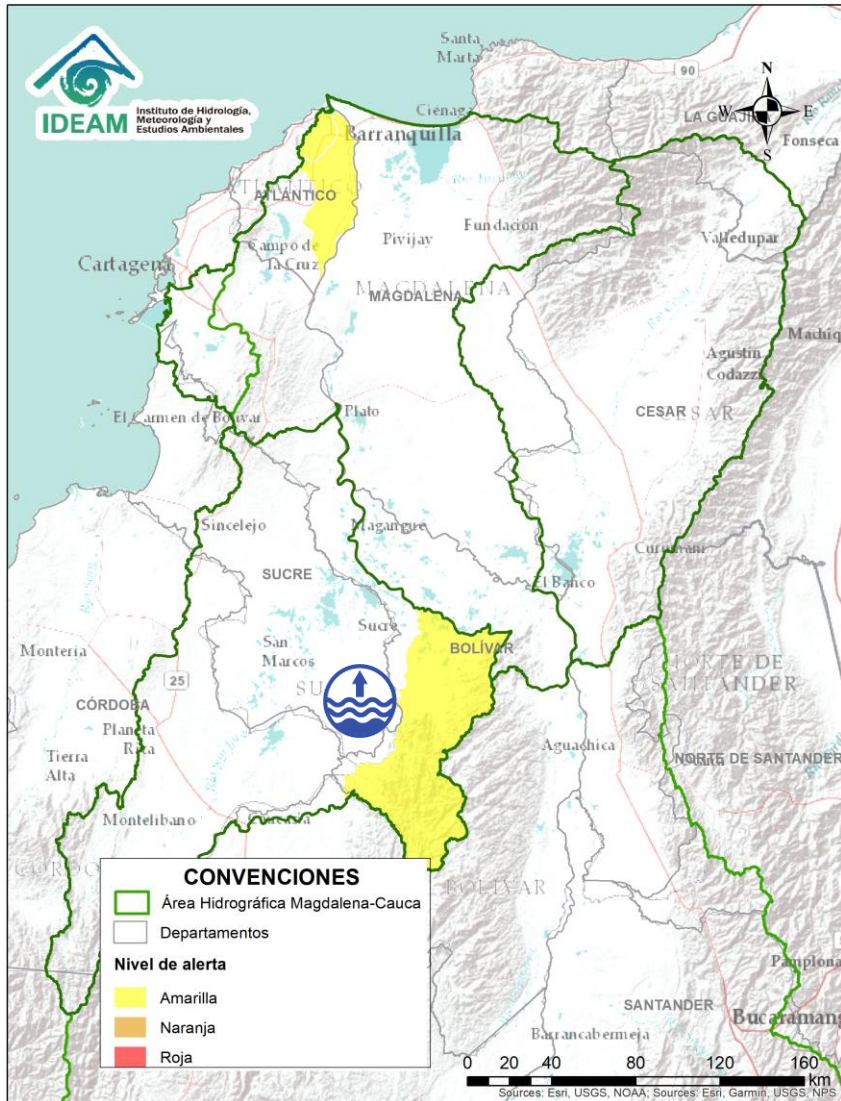 IDEAM
Instituto de Hidrología,
Meteorología y
Estudios Ambientales
Santa
Marta
90
N
W
E
S
LA GUAJIRA
Fonseca
Ciénaga
Barranquilla
ATLÁNTICO
Campo de
la Cruz
Pivijay
Fundación
Valledupar
Cartagena
MAGDALENA
MAGDALENA
Agustín
Codazzi
CESAR
CESAR
El Carmen de Bolívar
Plato
Sincelejo
Magangue
Curumaní
El Banco
SUCRE
Sucre
BOLÍVAR
Montería
San
Marcos
25
NORTE DE
SANTANDER
CÓRDOBA
Planeta
Rica
Aguachica
NORTE DE SANTANDER
Tierra
Alta
Montelíbano
BOLÍVAR
CONVENCIONES
Área Hidrográfica Magdalena-Cauca
Departamentos
Nivel de alerta
Amarilla
Naranja
Roja
Pamplona
SANTANDER
Barrancabermeja
0 20 40 80 120 160
km
Sources: Esri, USGS, NOAA; Sources: Esri, Garmin, USGS, NPS